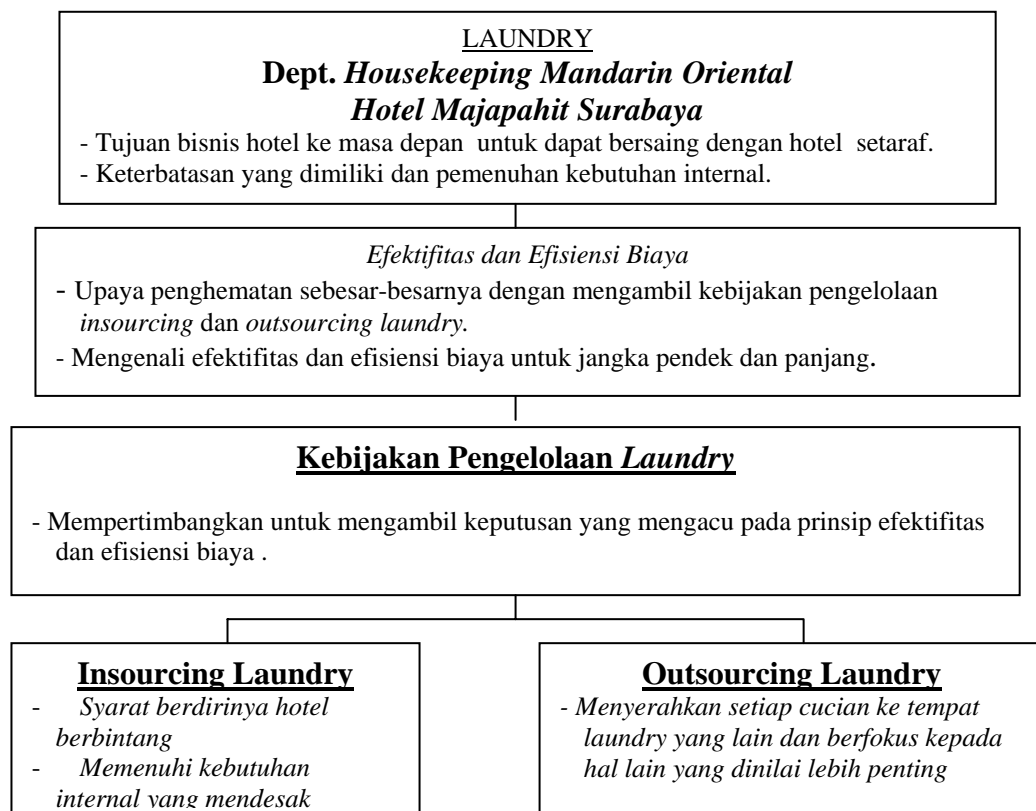 LAUNDRY
Dept. Housekeeping Mandarin Oriental
Hotel Majapahit Surabaya
- Tujuan bisnis hotel ke masa depan untuk dapat bersaing dengan hotel setaraf.
- Keterbatasan yang dimiliki dan pemenuhan kebutuhan internal.
Efektifitas dan Efisiensi Biaya
- Upaya penghematan sebesar-besarnya dengan mengambil kebijakan pengelolaan
insourcing dan outsourcing laundry.
- Mengenali efektifitas dan efisiensi biaya untuk jangka pendek dan panjang.
Kebijakan Pengelolaan Laundry
- Mempertimbangkan untuk mengambil keputusan yang mengacu pada prinsip efektifitas
dan efisiensi biaya .
Insourcing Laundry
- Syarat berdirinya hotel
berbintang
- Memenuhi kebutuhan
internal yang mendesak
Outsourcing Laundry
- Menyerahkan setiap cucian ke tempat
laundry yang lain dan berfokus kepada
hal lain yang dinilai lebih penting